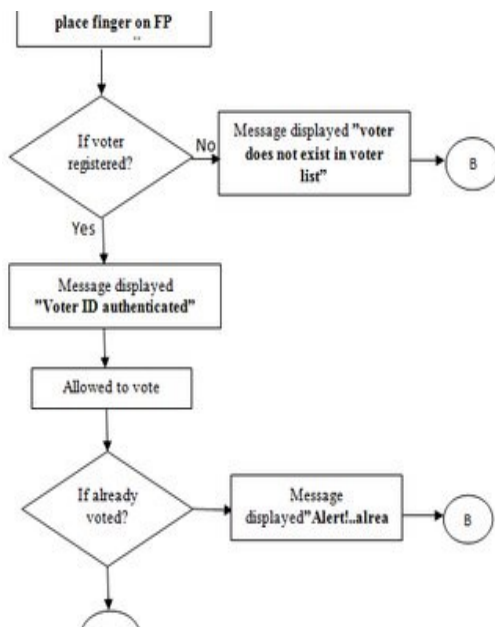 place finger on FP
If voter
registered?
No
Message displayed "voter
does not exist in voter
list"
B
Yes
Message displayed
"Voter ID authenticated"
Allowed to vote
If already
voted?
Message
displayed"Alert!..alrea
B